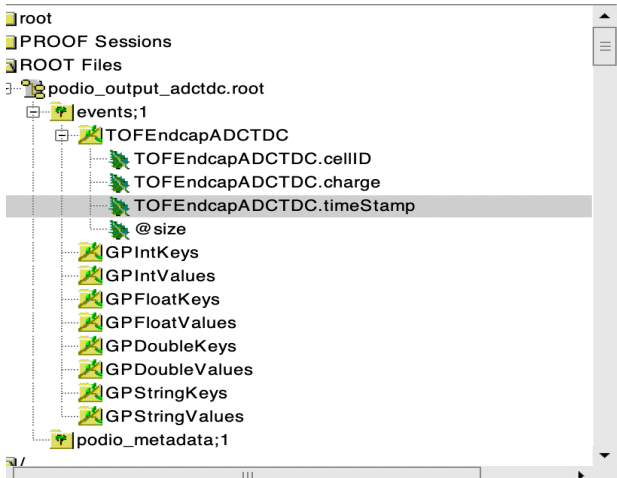 root
PROOF Sessions
ROOT Files
podio_output_adctdc.root
events;1
TOFEndcapADCTDC
TOFEndcapADCTDC.cellID
TOFEndcapADCTDC.charge
TOFEndcapADCTDC.timeStamp
@size
GPIntKeys
GPIntValues
GPFloatKeys
GPFloatValues
GPDoubleKeys
GPDoubleValues
GPStringKeys
GPStringValues
podio_metadata;1
/